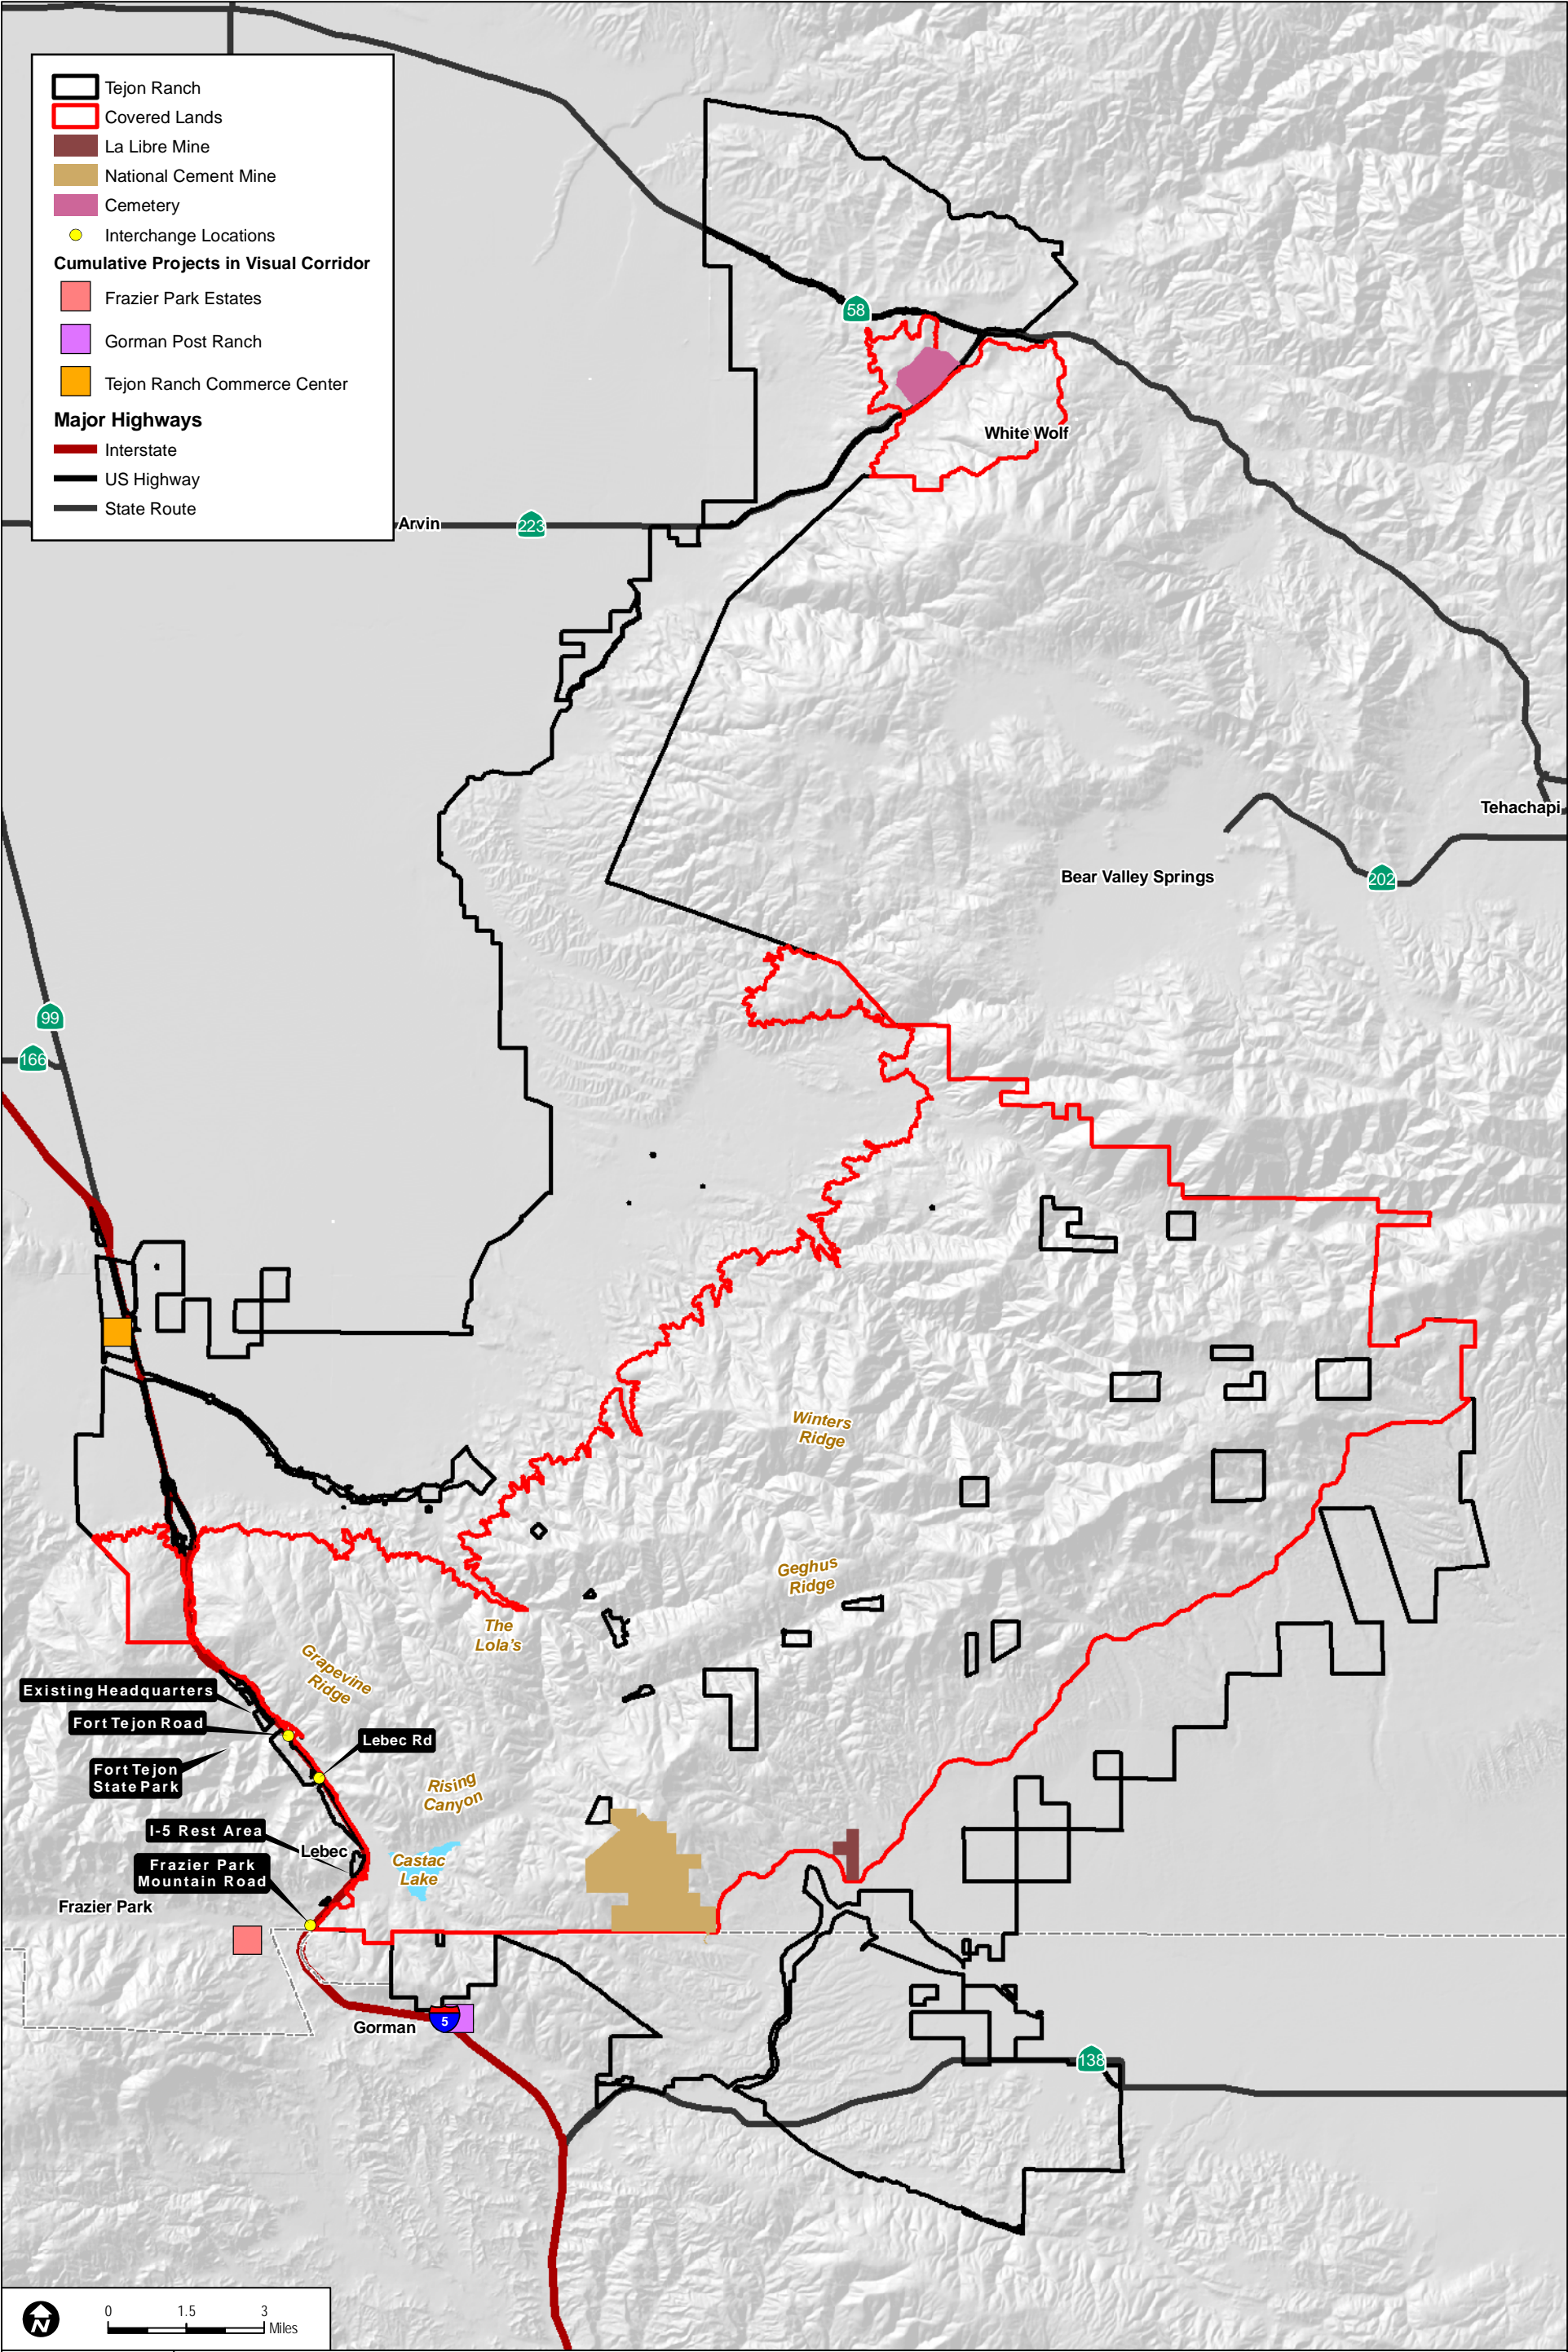 Tejon Ranch
Covered Lands
La Libre Mine
National Cement Mine
Cemetery
Interchange Locations
Cumulative Projects in Visual Corridor
Frazier Park Estates
Gorman Post Ranch
Tejon Ranch Commerce Center
Major Highways
Interstate
US Highway
State Route
58
White Wolf
Arvin
223
Tehachapi
Bear Valley Springs
202
99
166
Winters
Ridge
Geghus
Ridge
The
Lola's
Grapevine
Ridge
Existing Headquarters
Fort Tejon Road
Lebec Rd
Fort Tejon
State Park
Rising
Canyon
I-5 Rest Area
Lebec
Castac
Lake
Frazier Park
Mountain Road
Frazier Park
Gorman
5
138
N
0 1.5 3
Miles